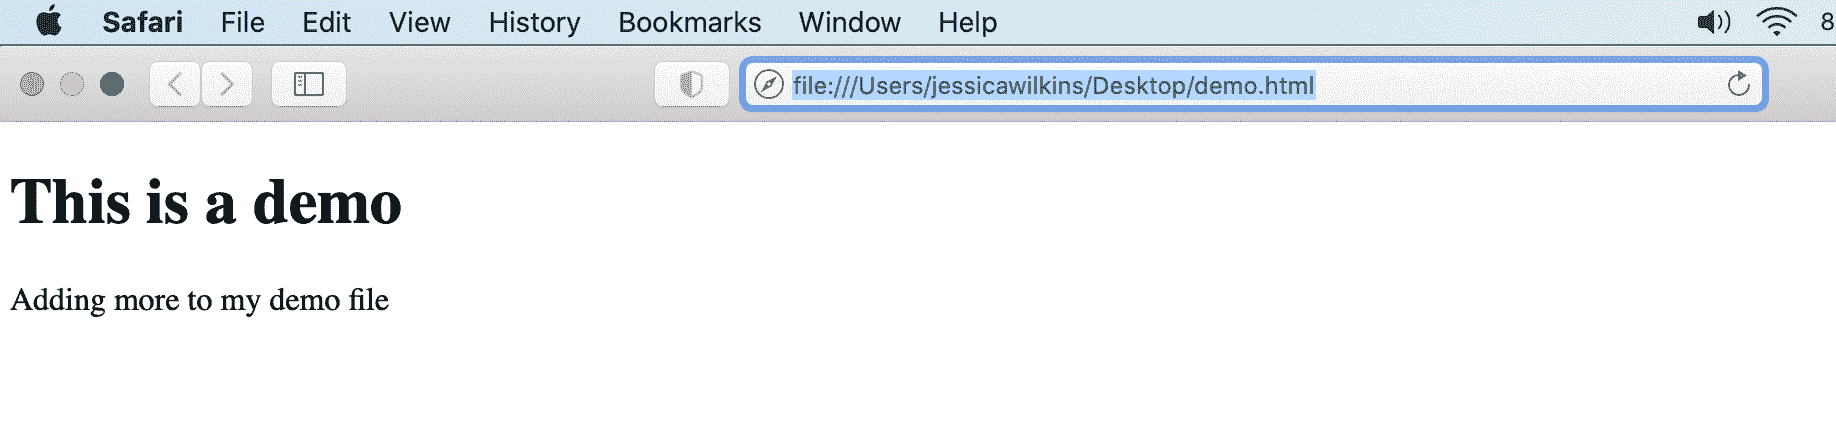 Safari File Edit View History Bookmarks Window Help 8
file:///Users/jessicawilkins/Desktop/demo.html
This is a demo
Adding more to my demo file